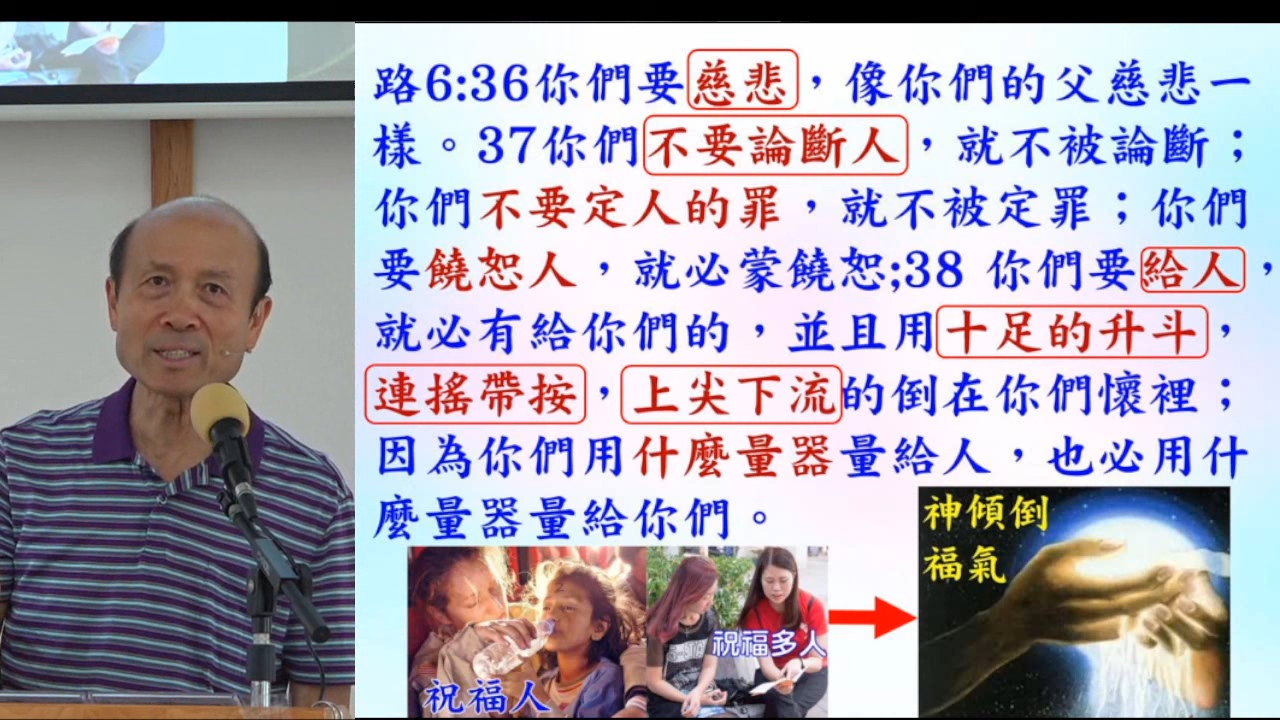 路6:36你們要慈悲，像你們的父慈悲一
樣。37你們不要論斷人，就不被論斷；
你們不要定人的罪，就不被定罪；你們
要饒恕人，就必蒙饒恕;38 你們要給人，
就必有給你們的，並且用十足的升斗，
連搖帶按，上尖下流的倒在你們懷裡；
因為你們用什麼量器量給人，也必用什
麼量器量給你們。
祝福人
祝福多人
神傾倒
福氣